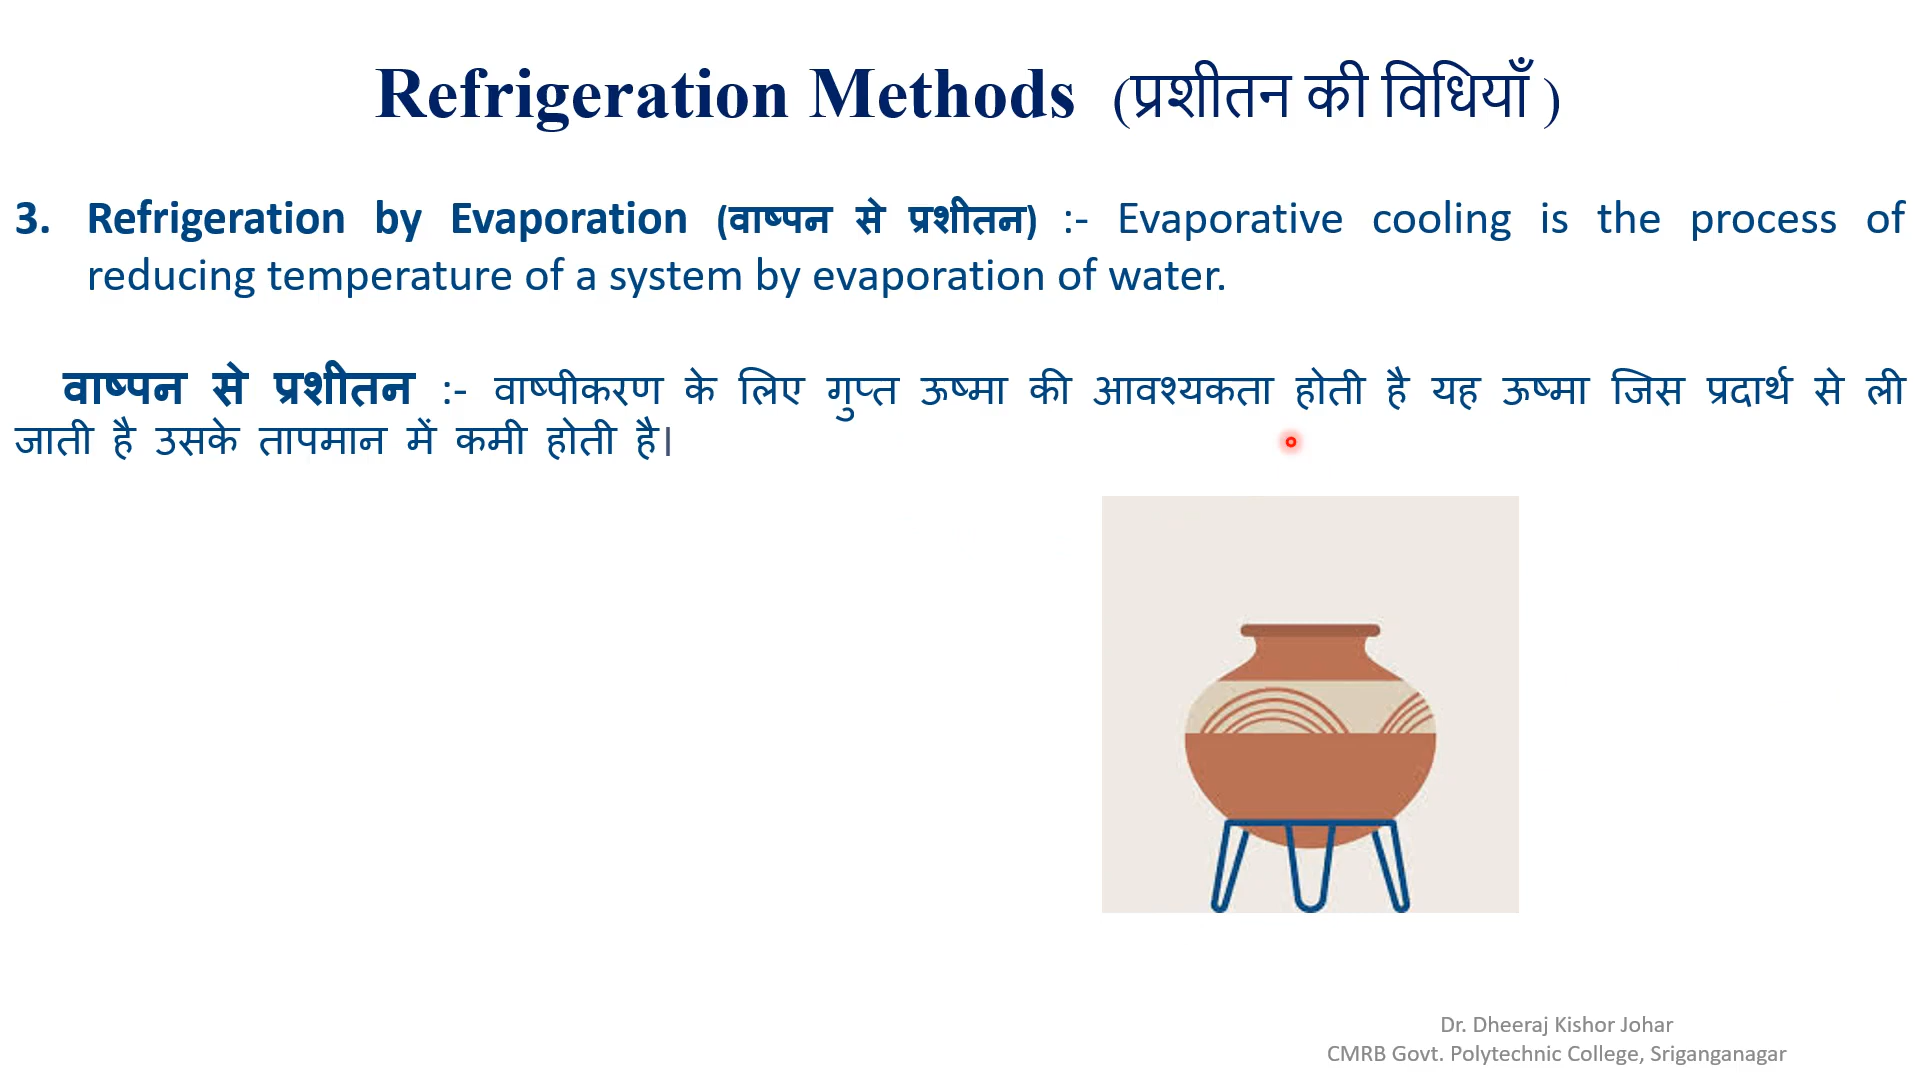 Refrigeration Methods (प्रशीतन की विधियाँ )
3. Refrigeration by Evaporation (वाष्पन से प्रशीतन) :- Evaporative cooling is the process of
reducing temperature of a system by evaporation of water.
वाष्पन से प्रशीतन :- वाष्पीकरण के लिए गुप्त ऊष्मा की आवश्यकता होती है यह ऊष्मा जिस प्रदार्थ से ली
जाती है उसके तापमान में कमी होती है।
Dr. Dheeraj Kishor Johar
CMRB Govt. Polytechnic College, Sriganganagar